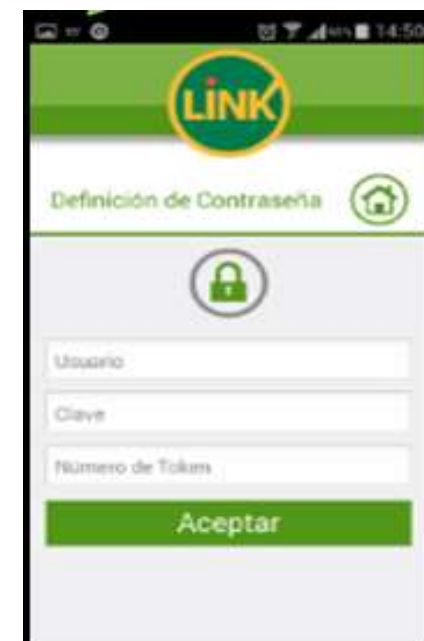 14:50
LiNK
Definición de Contraseña
Usuario
Clave
Número de Token
Aceptar